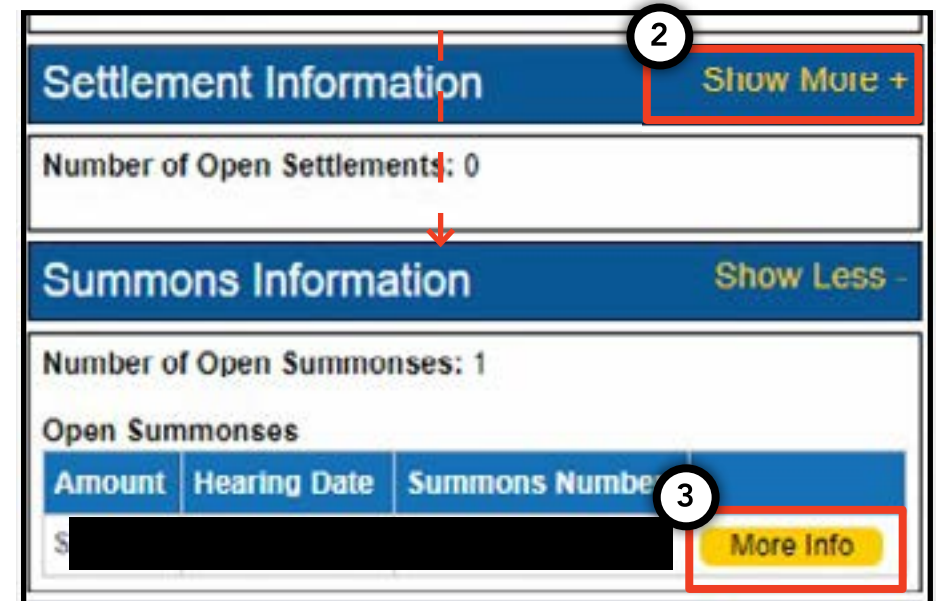 2
Settlement Information Show More +
Number of Open Settlements: 0
Summons Information Show Less -
Number of Open Summonses: 1
Open Summonses
Amount Hearing Date Summons Number
3
$ More Info